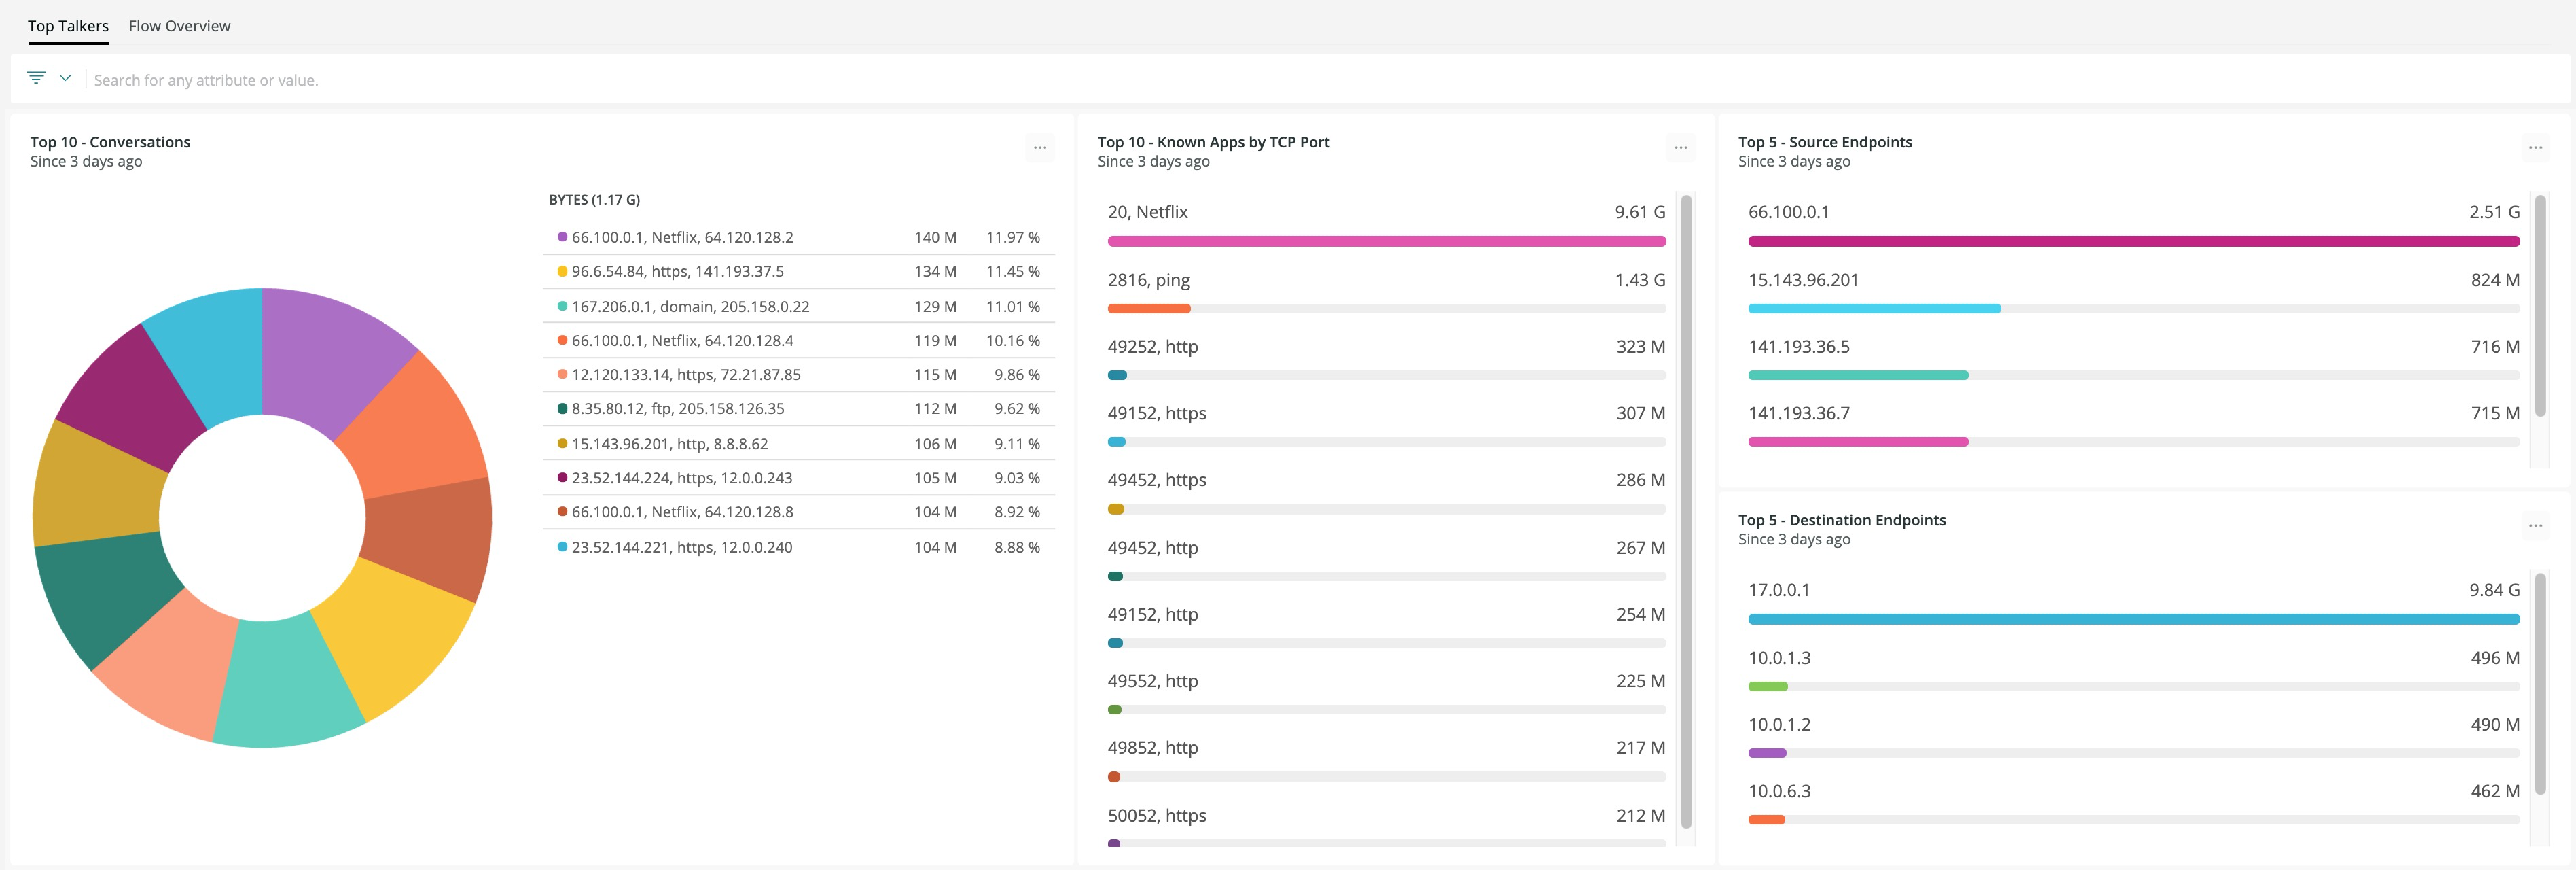 Top Talkers Flow Overview
Search for any attribute or value.
Top 10 - Conversations
Since 3 days ago
...
BYTES (1.17 G)
66.100.0.1, Netflix, 64.120.128.2 140 M 11.97 %
96.6.54.84, https, 141.193.37.5 134 M 11.45 %
167.206.0.1, domain, 205.158.0.22 129 M 11.01 %
66.100.0.1, Netflix, 64.120.128.4 119 M 10.16 %
12.120.133.14, https, 72.21.87.85 115 M 9.86 %
8.35.80.12, ftp, 205.158.126.35 112 M 9.62 %
15.143.96.201, http, 8.8.8.62 106 M 9.11 %
23.52.144.224, https, 12.0.0.243 105 M 9.03 %
66.100.0.1, Netflix, 64.120.128.8 104 M 8.92 %
23.52.144.221, https, 12.0.0.240 104 M 8.88 %
Top 10 - Known Apps by TCP Port
Since 3 days ago
...
20, Netflix 9.61 G
2816, ping 1.43 G
49252, http 323 M
49152, https 307 M
49452, https 286 M
49452, http 267 M
49152, http 254 M
49552, http 225 M
49852, http 217 M
50052, https 212 M
Top 5 - Source Endpoints
Since 3 days ago
...
66.100.0.1 2.51 G
15.143.96.201 824 M
141.193.36.5 716 M
141.193.36.7 715 M
Top 5 - Destination Endpoints
Since 3 days ago
...
17.0.0.1 9.84 G
10.0.1.3 496 M
10.0.1.2 490 M
10.0.6.3 462 M